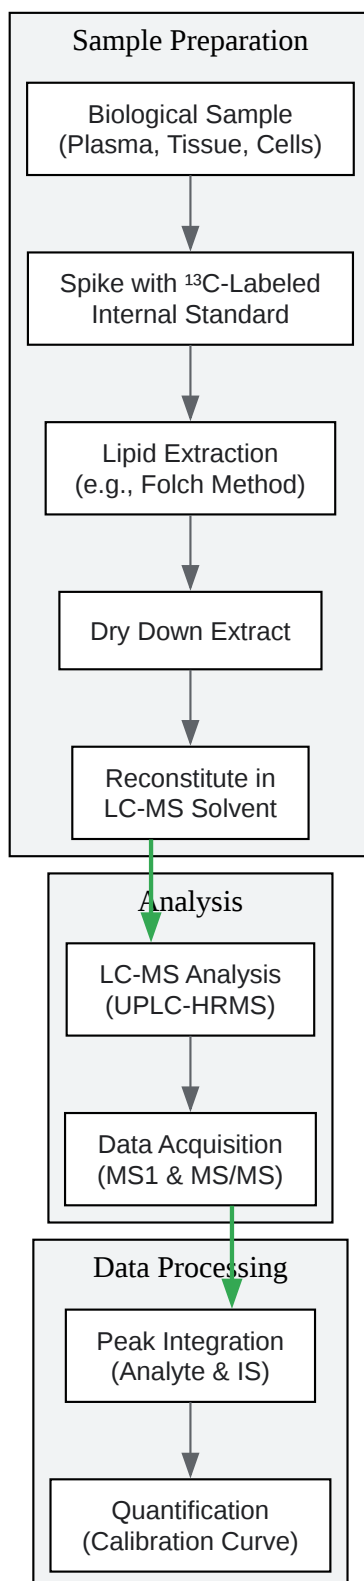 Sample Preparation
Biological Sample
(Plasma, Tissue, Cells)
Spike with ¹³C-Labeled
Internal Standard
Lipid Extraction
(e.g., Folch Method)
Dry Down Extract
Reconstitute in
LC-MS Solvent
Analysis
LC-MS Analysis
(UPLC-HRMS)
Data Acquisition
(MS1 & MS/MS)
Data Processing
Peak Integration
(Analyte & IS)
Quantification
(Calibration Curve)